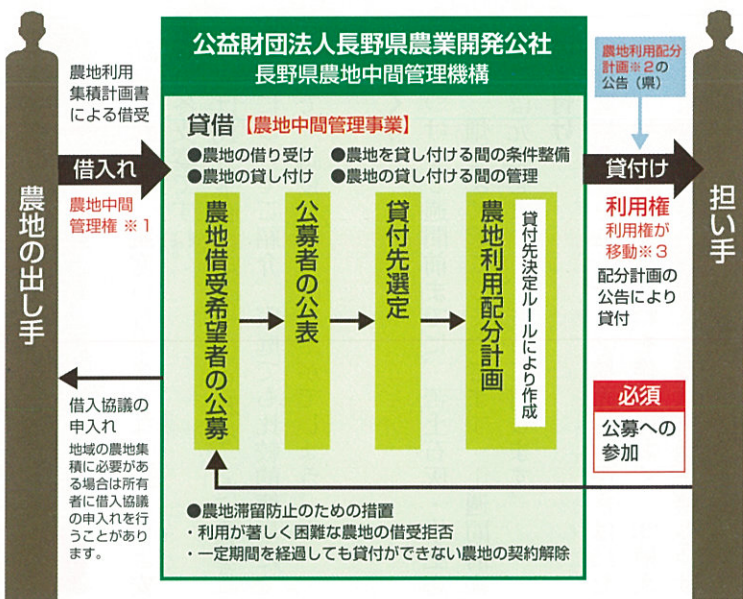 公益財団法人長野県農業開発公社
長野県農地中間管理機構
農地の出し手
農地利用
集積計画書
による借受
借入れ
農地中間
管理権 ※1
借入協議の
申入れ
地域の農地集
積に必要があ
る場合は所有
者に借入協議
の申入れを行
うことがあり
ます。
貸借【農地中間管理事業】
●農地の借り受け ●農地を貸し付ける間の条件整備
●農地の貸し付け ●農地の貸し付ける間の管理
農地借受希望者の公募
公募者の公表
貸付先選定
農地利用配分計画
貸付先決定ルールにより作成
●農地滞留防止のための措置
・利用が著しく困難な農地の借受拒否
・一定期間を経過しても貸付ができない農地の契約解除
農地利用配分
計画※2の
公告（県）
貸付け
利用権
利用権が
移動※3
配分計画の
公告により
貸付
必須
公募への
参加
担い手